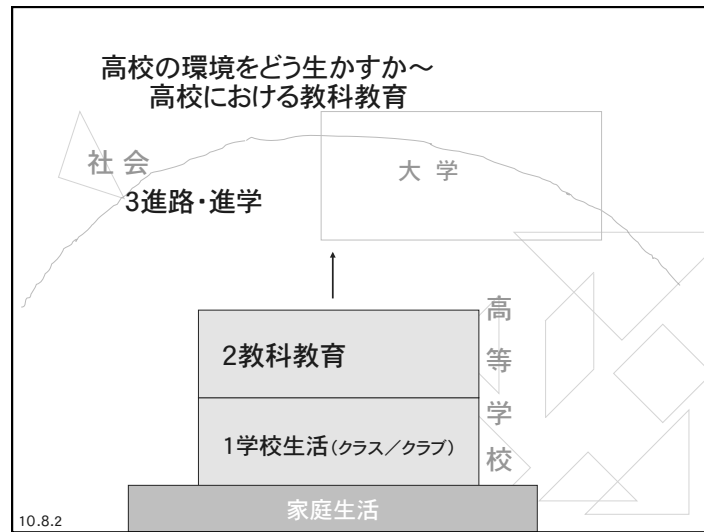 高校の環境をどう生かすか～
高校における教科教育
社 会
大 学
3進路・進学
2教科教育
1学校生活(クラス／クラブ)
高等学校
家庭生活
10.8.2